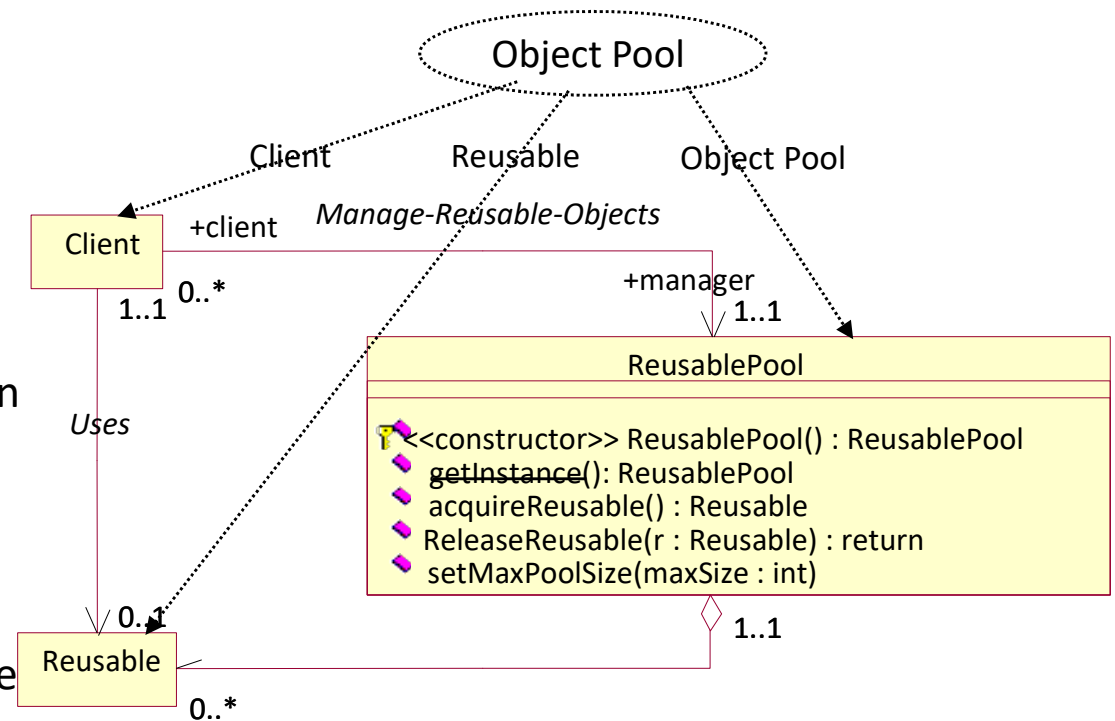 Object Pool
Client
Reusable
Object Pool
Manage-Reusable-Objects
Client
+client
0..*
1..1
+manager
1..1
ReusablePool
n
Uses
<<constructor>> ReusablePool() : ReusablePool
getInstance(): ReusablePool
acquireReusable() : Reusable
ReleaseReusable(r : Reusable) : return
setMaxPoolSize(maxSize : int)
0..1
1..1
Reusable
e
0..*